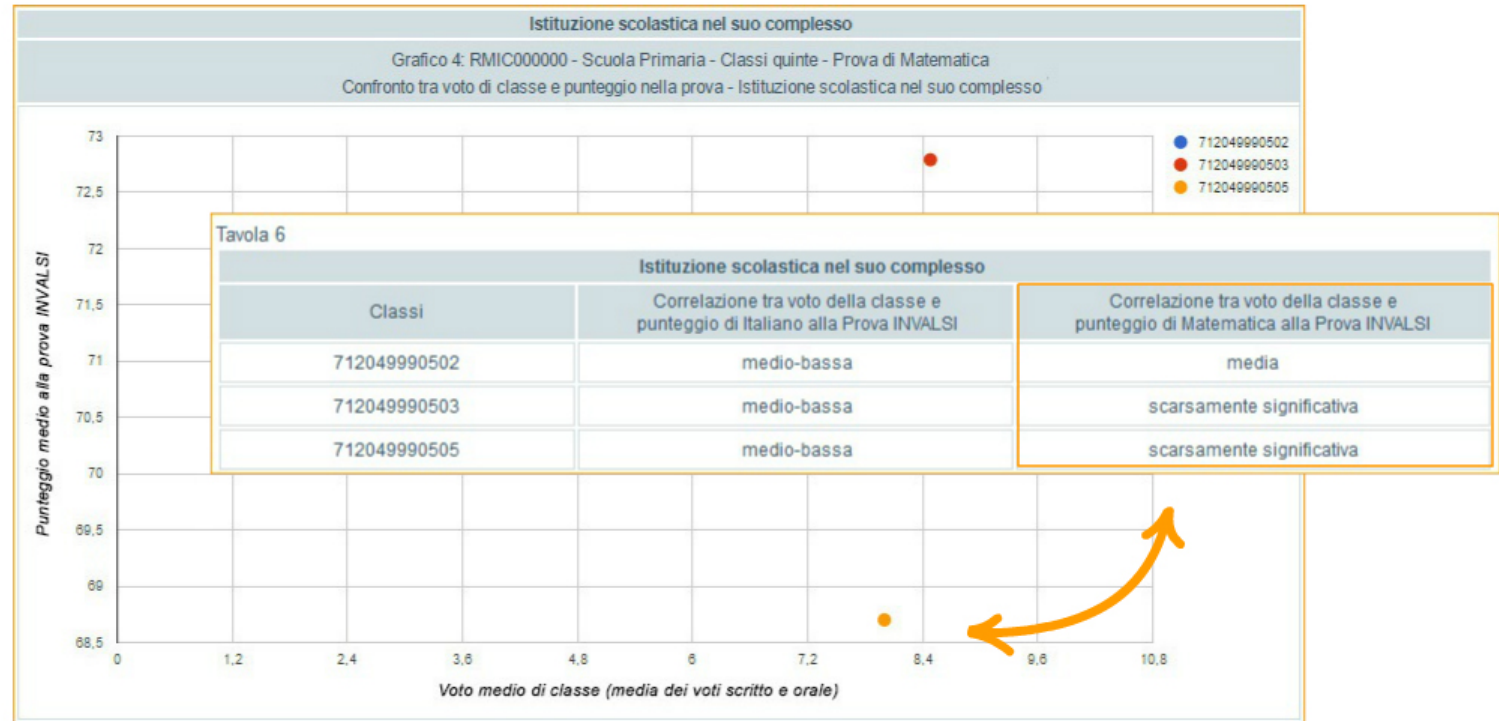 Istituzione scolastica nel suo complesso
Grafico 4: RMIC000000 - Scuola Primaria - Classi quinte - Prova di Matematica
Confronto tra voto di classe e punteggio nella prova - Istituzione scolastica nel suo complesso
73
72,5
72
71,5
71
70,5
70
69,5
69
68,5
Punteggio medio alla prova INVALSI
712049990502
712049990503
712049990505
Tavola 6
Istituzione scolastica nel suo complesso
Classi
Correlazione tra voto della classe e
punteggio di Italiano alla Prova INVALSI
Correlazione tra voto della classe e
punteggio di Matematica alla Prova INVALSI
712049990502 medio-bassa media
712049990503 medio-bassa scarsamente significativa
712049990505 medio-bassa scarsamente significativa
0 1,2 2,4 3,6 4,8 6 7,2 8,4 9,6 10,8
Voto medio di classe (media dei voti scritto e orale)